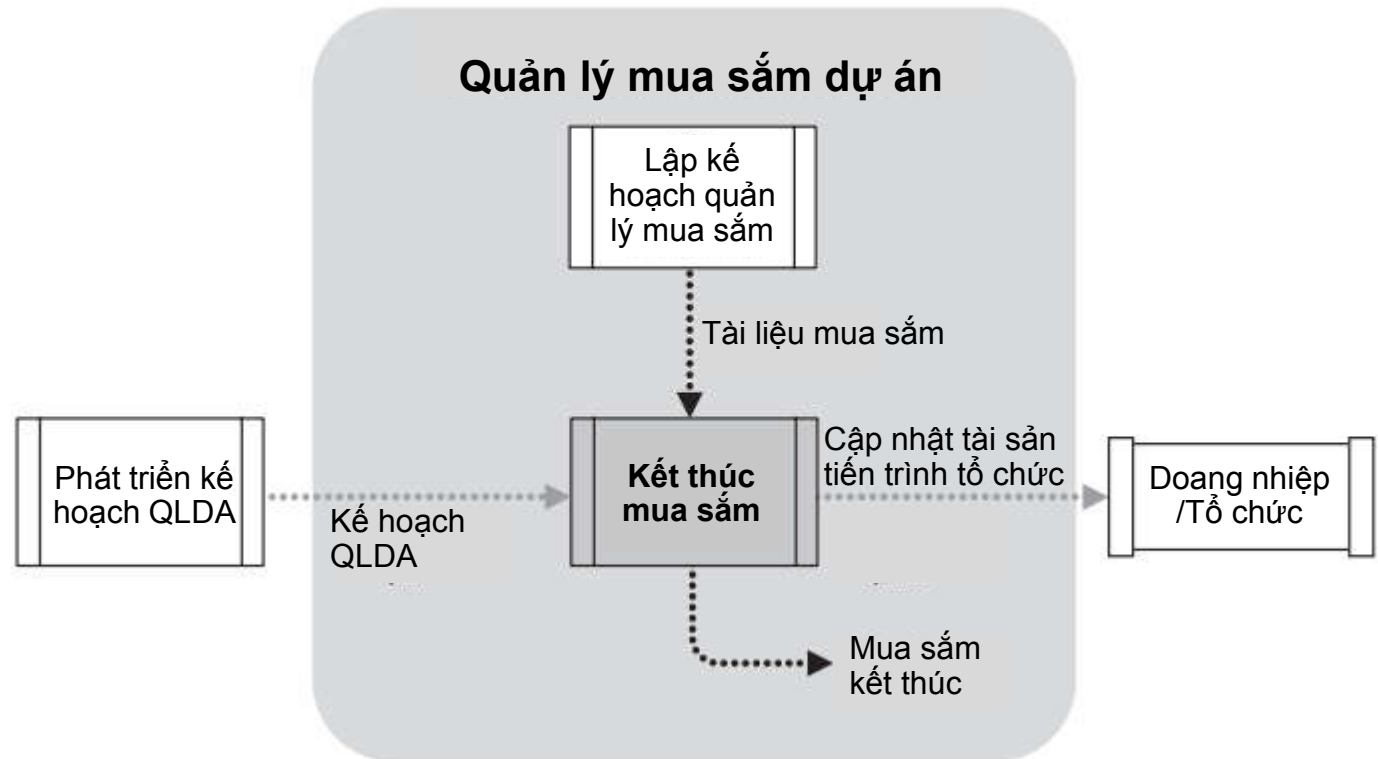 Quản lý mua sắm dự án
Lập kế
hoạch quản
lý mua sắm
Tài liệu mua sắm
Phát triển kế
hoạch QLDA
Kế hoạch
QLDA
Kết thúc
mua sắm
Cập nhật tài sản
tiến trình tổ chức
Doang nhiệp
/Tổ chức
Mua sắm
kết thúc